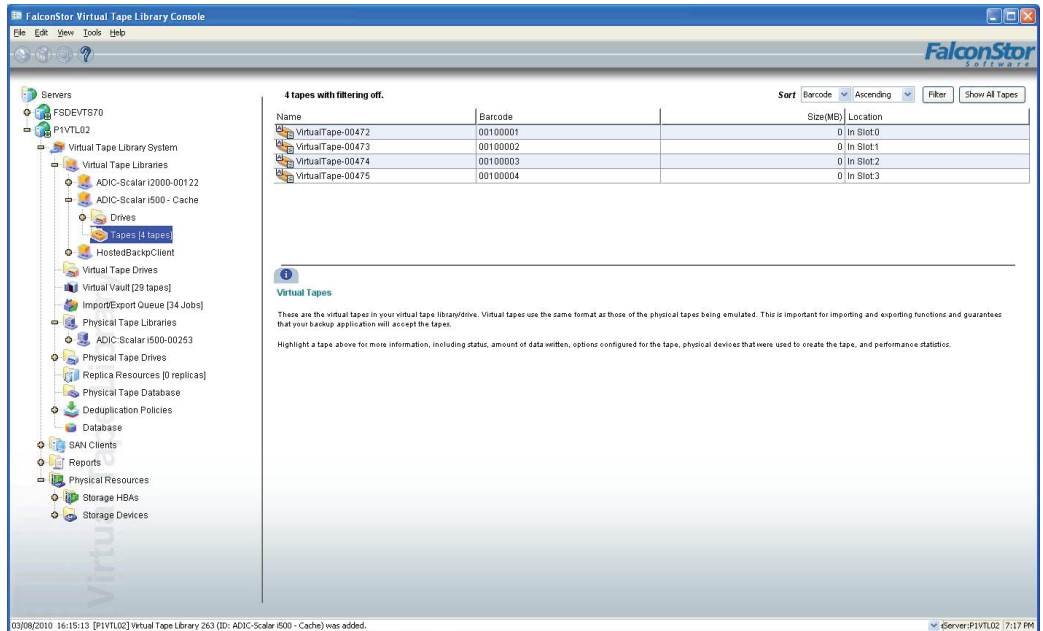 FalconStor Virtual Tape Library Console
File Edit View Tools Help
FalconStor
Software
Servers
FSDEVTS70
P1VTL02
Virtual Tape Library System
Virtual Tape Libraries
ADIC-Scalar i2000-00122
ADIC-Scalar i500 - Cache
Drives
Tapes [4 tapes]
HostedBackpClient
Virtual Tape Drives
Virtual Vault [29 tapes]
Import/Export Queue [34 Jobs]
Physical Tape Libraries
ADIC:Scalar i500-00253
Physical Tape Drives
Replica Resources [0 replicas]
Physical Tape Database
Deduplication Policies
Database
SAN Clients
Reports
Physical Resources
Storage HBAs
Storage Devices
Virtual Tape Library
4 tapes with filtering off.
Sort Barcode Ascending Filter Show All Tapes
Name Barcode Size(MB) Location
VirtualTape-00472 00100001 0 In Slot:0
VirtualTape-00473 00100002 0 In Slot:1
VirtualTape-00474 00100003 0 In Slot:2
VirtualTape-00475 00100004 0 In Slot:3
Virtual Tapes
These are the virtual tapes in your virtual tape library/drive. Virtual tapes use the same format as those of the physical tapes being emulated. This is important for importing and exporting functions and guarantees
that your backup application will accept the tapes.
Highlight a tape above for more information, including status, amount of data written, options configured for the tape, physical devices that were used to create the tape, and performance statistics.
03/08/2010 16:15:13 [P1VTL02] Virtual Tape Library 263 (ID: ADIC-Scalar i500 - Cache) was added.
Server:P1VTL02 7:17 PM